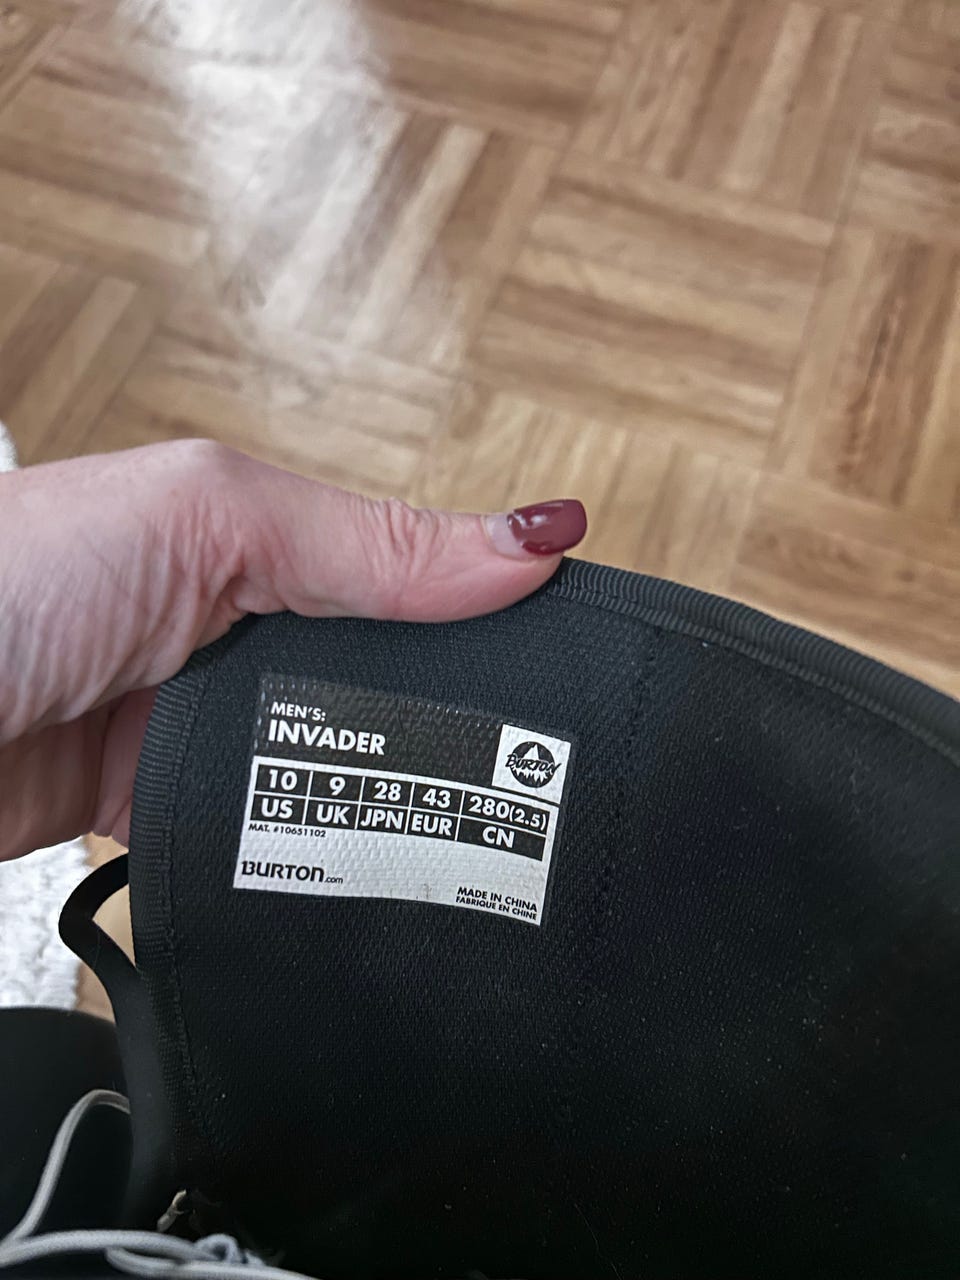 MEN'S:
INVADER
BURTON
10 9 28 43 280(2.5)
US UK JPN EUR CN
MAT. #10651102
BURTON.com
MADE IN CHINA
FABRIQUE EN CHINE